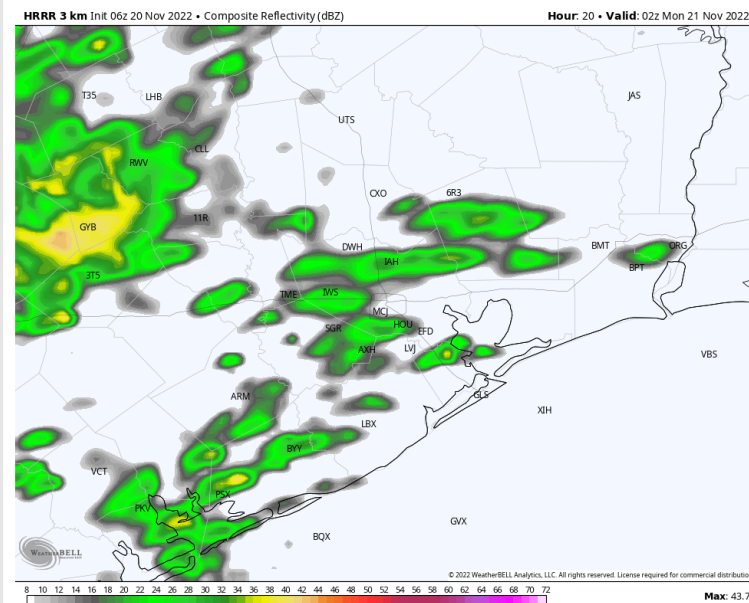 HRRR 3 km Init 06z 20 Nov 2022 • Composite Reflectivity (dBZ) Hour: 20 • Valid: 02z Mon 21 Nov 2022
T35 LHB JAS
UTS
CLL
RWV
CXO 6R3
11R
GYB
DWH BMT ORG
IAH BPT
3T5
TME IWS
MCJ
SGR HOU EFD
AXH LVJ VBS
ARM GLS
XIH
LBX
BYY
VCT
PSX
PKV GVX
BQX
WEATHERBELL
© 2022 WeatherBELL Analytics, LLC. All rights reserved. License required for commercial distributio
8 10 12 14 16 18 20 22 24 26 28 30 32 34 36 38 40 42 44 46 48 50 52 54 56 58 60 62 64 66 68 70 72 Max: 43.7